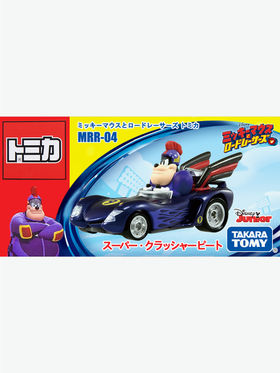 トミカ
ミッキーマウスとロードレーサーズ トミカ
MRR-04
Disney
ミッキーマウスと
ロードレーサーズ
スーパー・クラッシャーピート
Disney Junior
TAKARA
TOMY